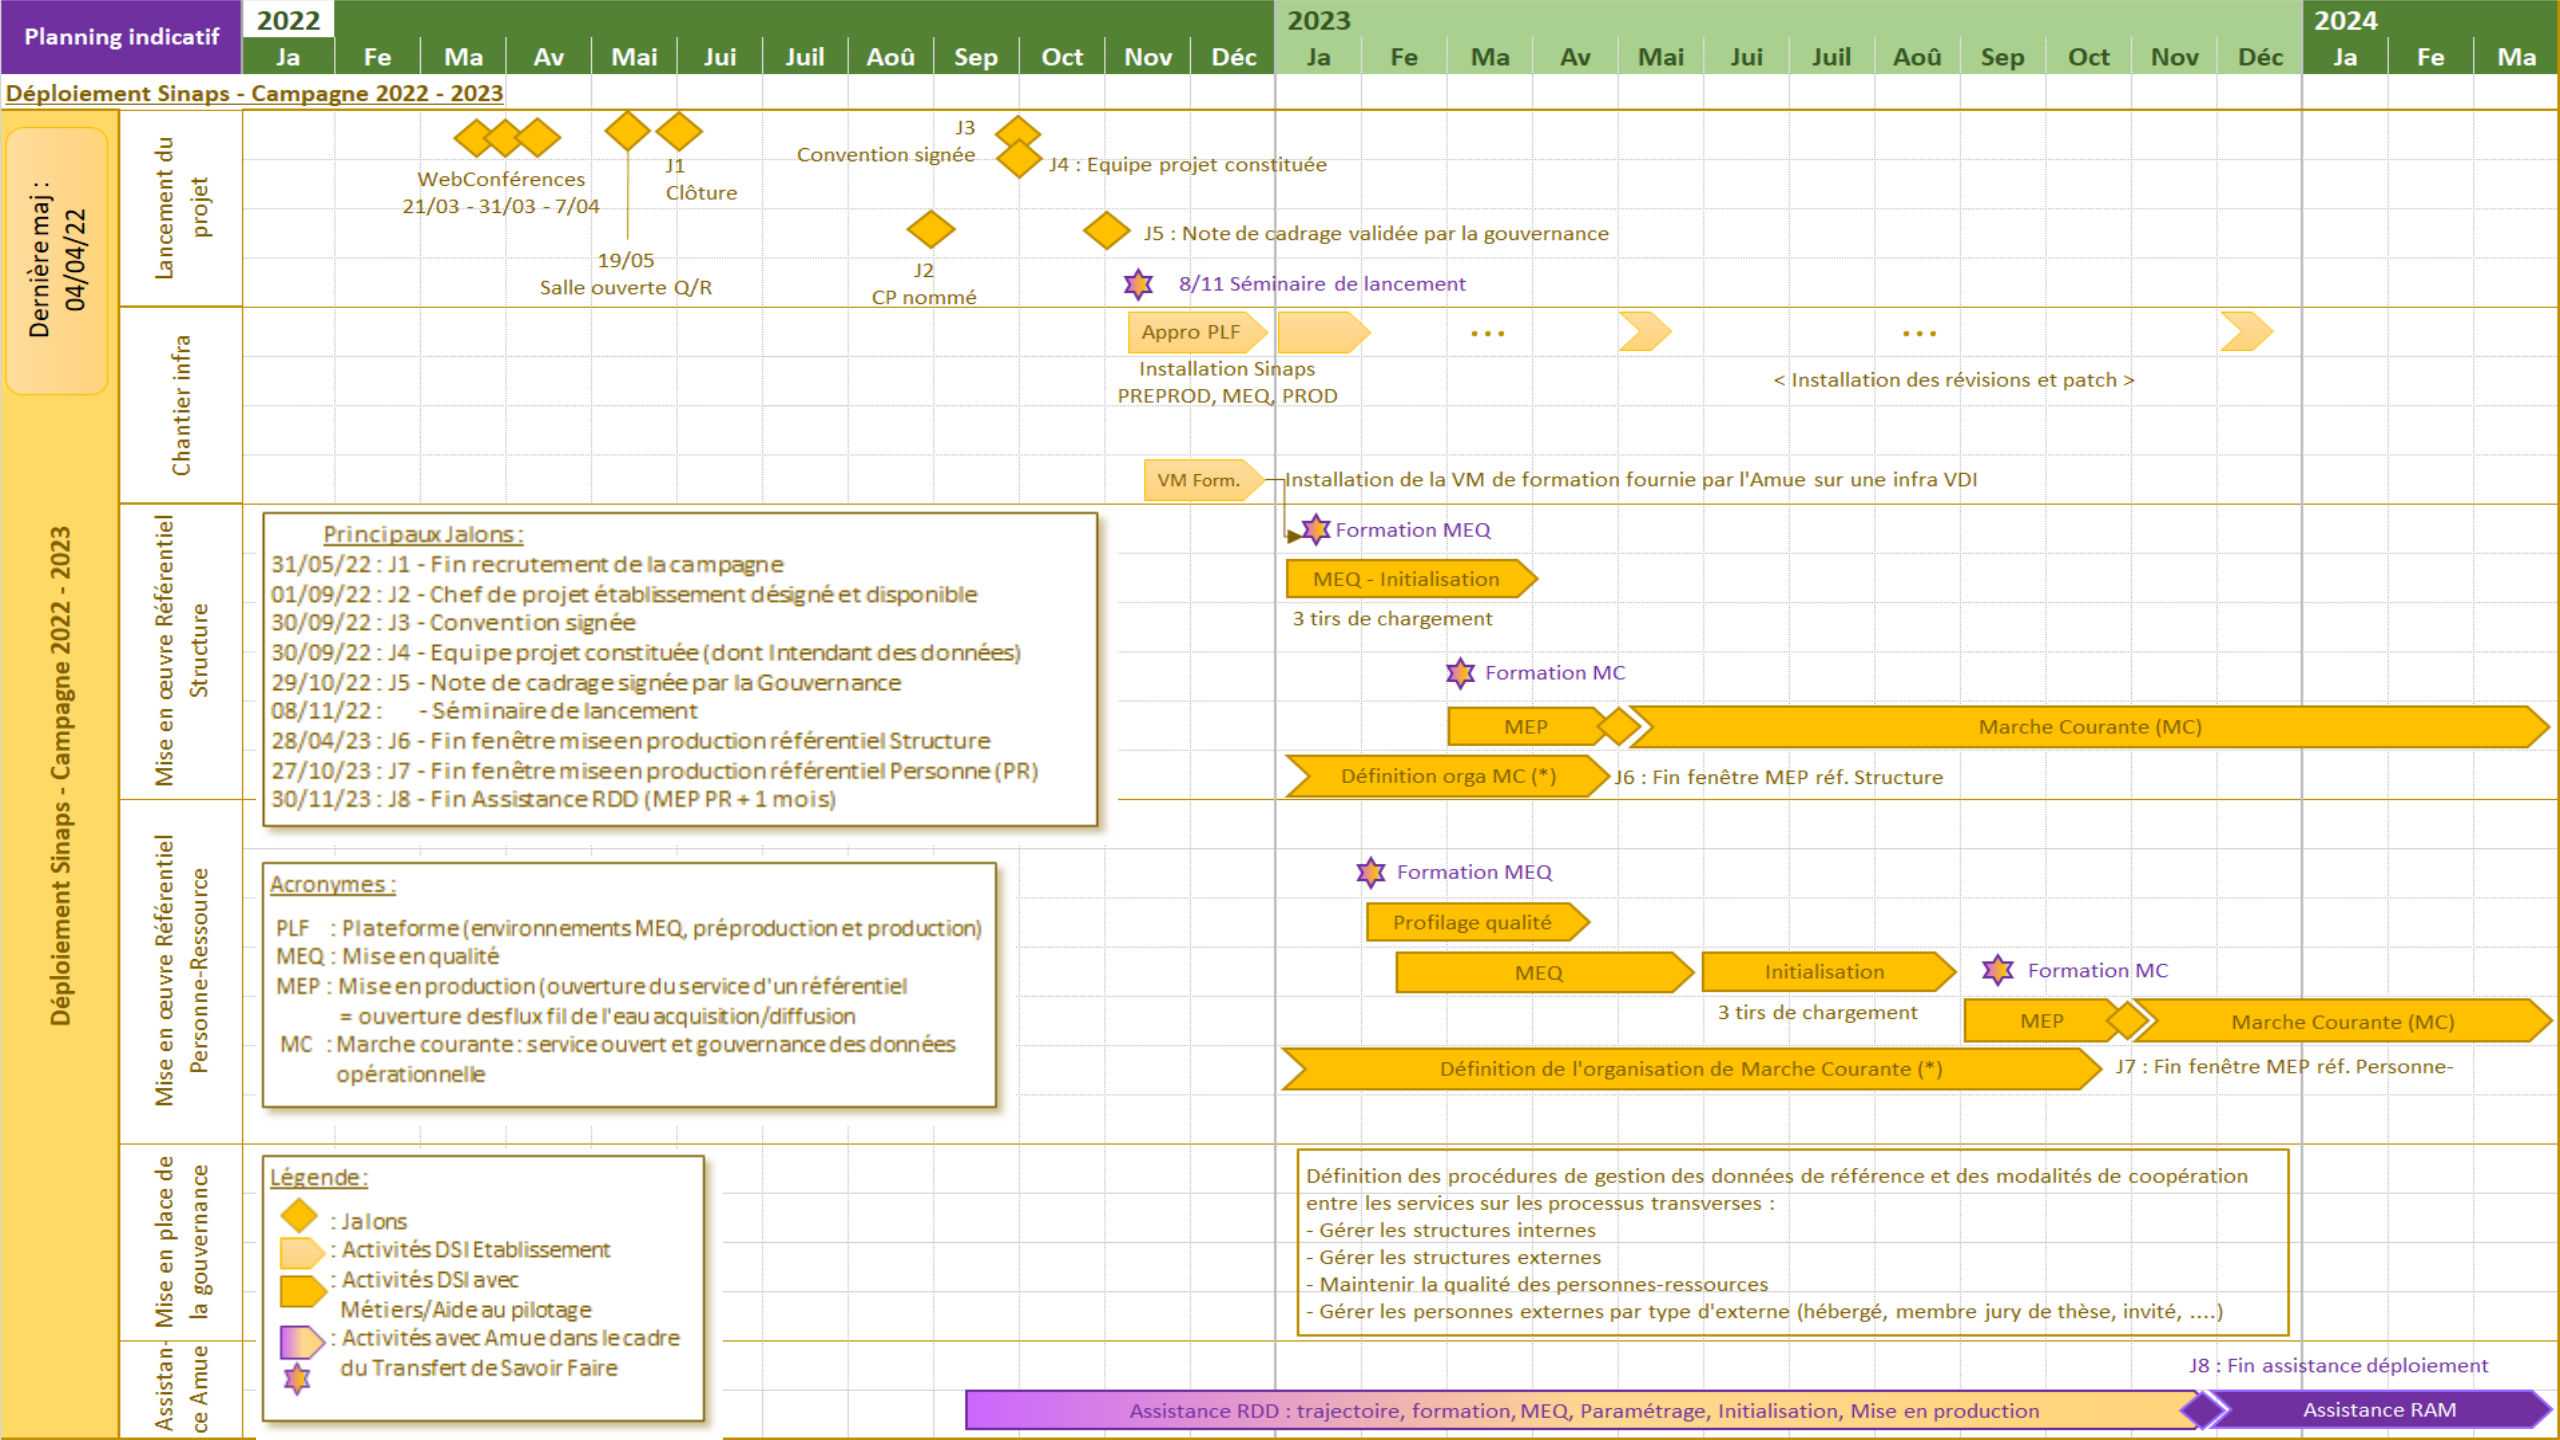 Planning indicatif
2022
2023
2024
Ja Fe Ma Av Mai Jui Juil Aoû Sep Oct Nov Déc Ja Fe Ma Av Mai Jui Juil Aoû Sep Oct Nov Déc Ja Fe Ma
Déploiement Sinaps - Campagne 2022 - 2023
Dernière maj :
04/04/22
Déploiement Sinaps - Campagne 2022 - 2023
Lancement du
projet
WebConférences
21/03 - 31/03 - 7/04
19/05
Salle ouverte Q/R
J1
Clôture
J2
CP nommé
J3
Convention signée
J4 : Equipe projet constituée
J5 : Note de cadrage validée par la gouvernance
8/11 Séminaire de lancement
Chantier infra
Appro PLF
...
...
Installation Sinaps
PREPROD, MEQ, PROD
< Installation des révisions et patch >
VM Form.
Installation de la VM de formation fournie par l'Amue sur une infra VDI
Mise en œuvre Référentiel
Structure
Formation MEQ
MEQ - Initialisation
3 tirs de chargement
Formation MC
MEP
Marche Courante (MC)
Définition orga MC (*)
J6 : Fin fenêtre MEP réf. Structure
Principaux Jalons :
31/05/22 : J1 - Fin recrutement de la campagne
01/09/22 : J2 - Chef de projet établissement désigné et disponible
30/09/22 : J3 - Convention signée
30/09/22 : J4 - Equipe projet constituée (dont Intendant des données)
29/10/22 : J5 - Note de cadrage signée par la Gouvernance
08/11/22 : - Séminaire de lancement
28/04/23 : J6 - Fin fenêtre mise en production référentiel Structure
27/10/23 : J7 - Fin fenêtre mise en production référentiel Personne (PR)
30/11/23 : J8 - Fin Assistance RDD (MEP PR + 1 mois)
Mise en œuvre Référentiel
Personne-Ressource
Formation MEQ
Profilage qualité
MEQ
Initialisation
Formation MC
3 tirs de chargement
MEP
Marche Courante (MC)
Définition de l'organisation de Marche Courante (*)
J7 : Fin fenêtre MEP réf. Personne-
Acronymes :
PLF : Plateforme (environnements MEQ, préproduction et production)
MEQ : Mise en qualité
MEP : Mise en production (ouverture du service d'un référentiel
= ouverture des flux fil de l'eau acquisition/diffusion
MC : Marche courante : service ouvert et gouvernance des données
opérationnelle
Mise en place de
la gouvernance
Définition des procédures de gestion des données de référence et des modalités de coopération
entre les services sur les processus transverses :
- Gérer les structures internes
- Gérer les structures externes
- Maintenir la qualité des personnes-ressources
- Gérer les personnes externes par type d'externe (hébergé, membre jury de thèse, invité, ....)
Légende :
: Jalons
: Activités DSI Etablissement
: Activités DSI avec
Métiers/Aide au pilotage
: Activités avec Amue dans le cadre
du Transfert de Savoir Faire
Assistan-
ce Amue
J8 : Fin assistance déploiement
Assistance RDD : trajectoire, formation, MEQ, Paramétrage, Initialisation, Mise en production
Assistance RAM